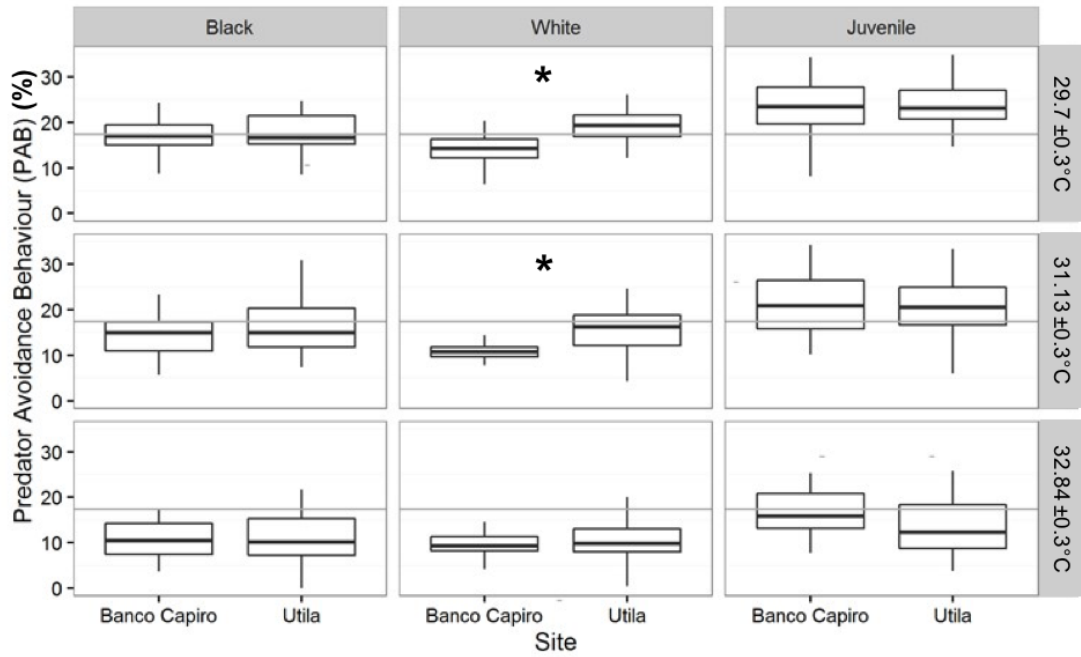 Black White Juvenile
Predator Avoidance Behaviour (PAB) (%)
30
20
10
0
*
29.7 ±0.3°C
30
20
10
0
*
31.13 ±0.3°C
30
20
10
0
32.84 ±0.3°C
Banco Capiro Utila Banco Capiro Utila Banco Capiro Utila
Site